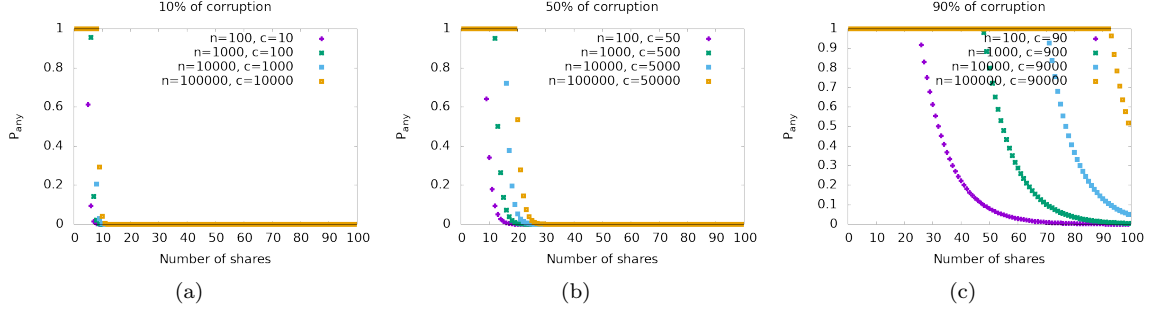 10% of corruption
1
0.8
0.6
0.4
0.2
0
0 10 20 30 40 50 60 70 80 90 100
P_any
Number of shares
n=100, c=10
n=1000, c=100
n=10000, c=1000
n=100000, c=10000
(a)
50% of corruption
1
0.8
0.6
0.4
0.2
0
0 10 20 30 40 50 60 70 80 90 100
P_any
Number of shares
n=100, c=50
n=1000, c=500
n=10000, c=5000
n=100000, c=50000
(b)
90% of corruption
1
0.9
0.8
0.7
0.6
0.5
0.4
0.3
0.2
0.1
0
0 10 20 30 40 50 60 70 80 90 100
P_any
Number of shares
n=100, c=90
n=1000, c=900
n=10000, c=9000
n=100000, c=90000
(c)